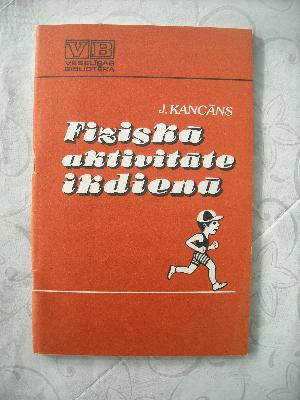 VB
VESELĪBAS
BIBLIOTĒKA
J. KANCĀNS
Fiziskā
aktivitāte
ikdienā